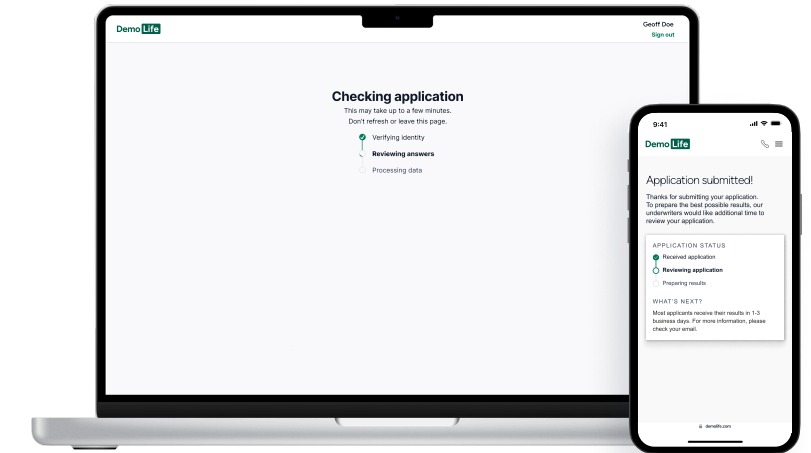 Demo Life
Geoff Doe
Sign out
Checking application
This may take up to a few minutes.
Don't refresh or leave this page.
Verifying identity
Reviewing answers
Processing data
9:41
Demo Life
Application submitted!
Thanks for submitting your application.
To prepare the best possible results, our
underwriters would like additional time to
review your application.
APPLICATION STATUS
Received application
Reviewing application
Preparing results
WHAT'S NEXT?
Most applicants receive their results in 1-3
business days. For more information, please
check your email.
demolife.com